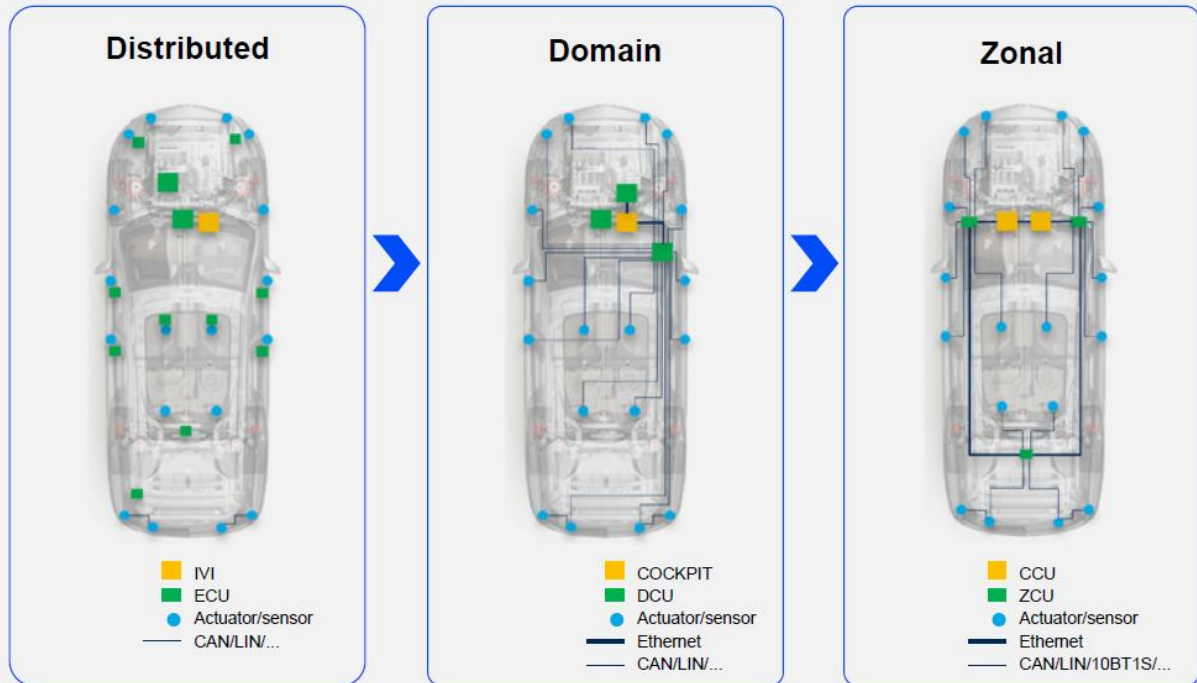 Distributed
IVI
ECU
Actuator/sensor
CAN/LIN/...
Domain
COCKPIT
DCU
Actuator/sensor
Ethernet
CAN/LIN/...
Zonal
CCU
ZCU
Actuator/sensor
Ethernet
CAN/LIN/10BT1S/...